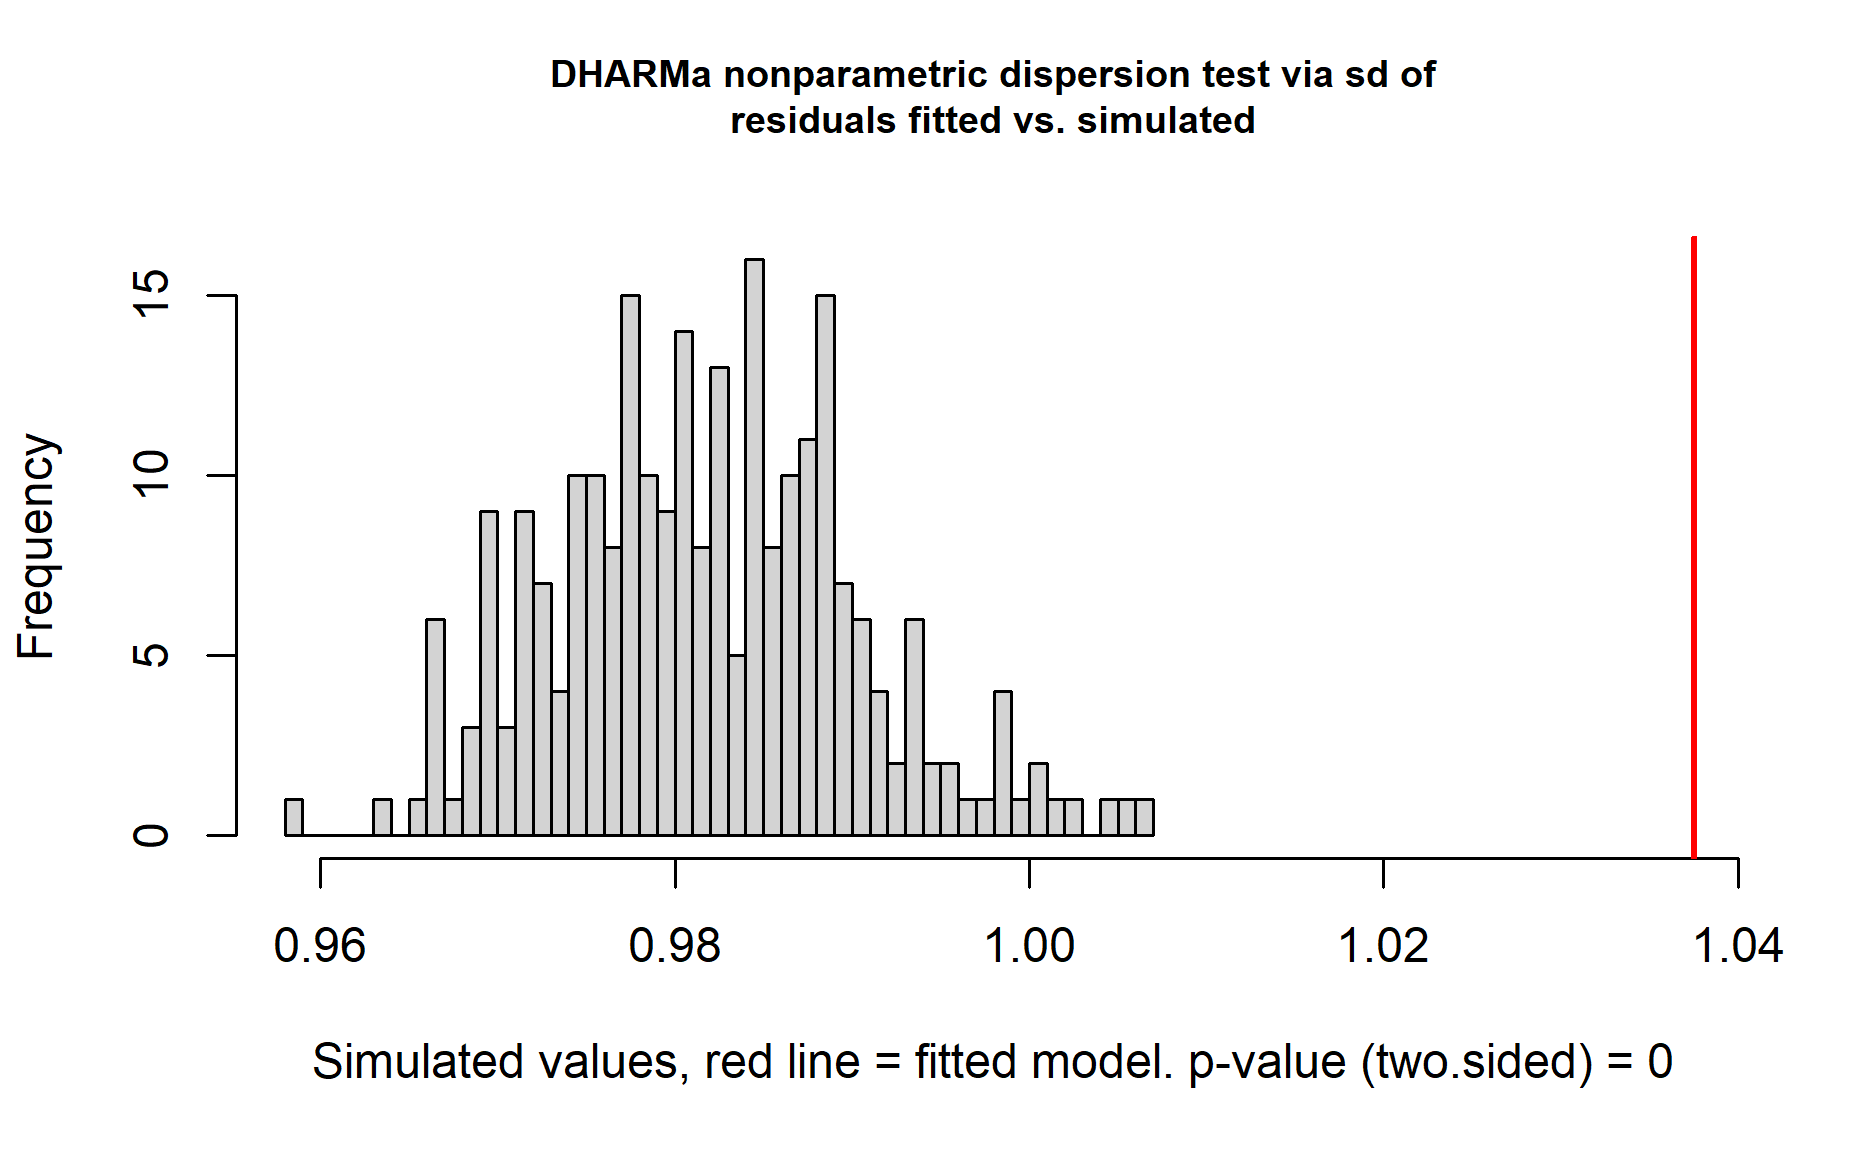 DHARMa nonparametric dispersion test via sd of
residuals fitted vs. simulated
Frequency
15
10
5
0
0.96 0.98 1.00 1.02 1.04
Simulated values, red line = fitted model. p-value (two.sided) = 0